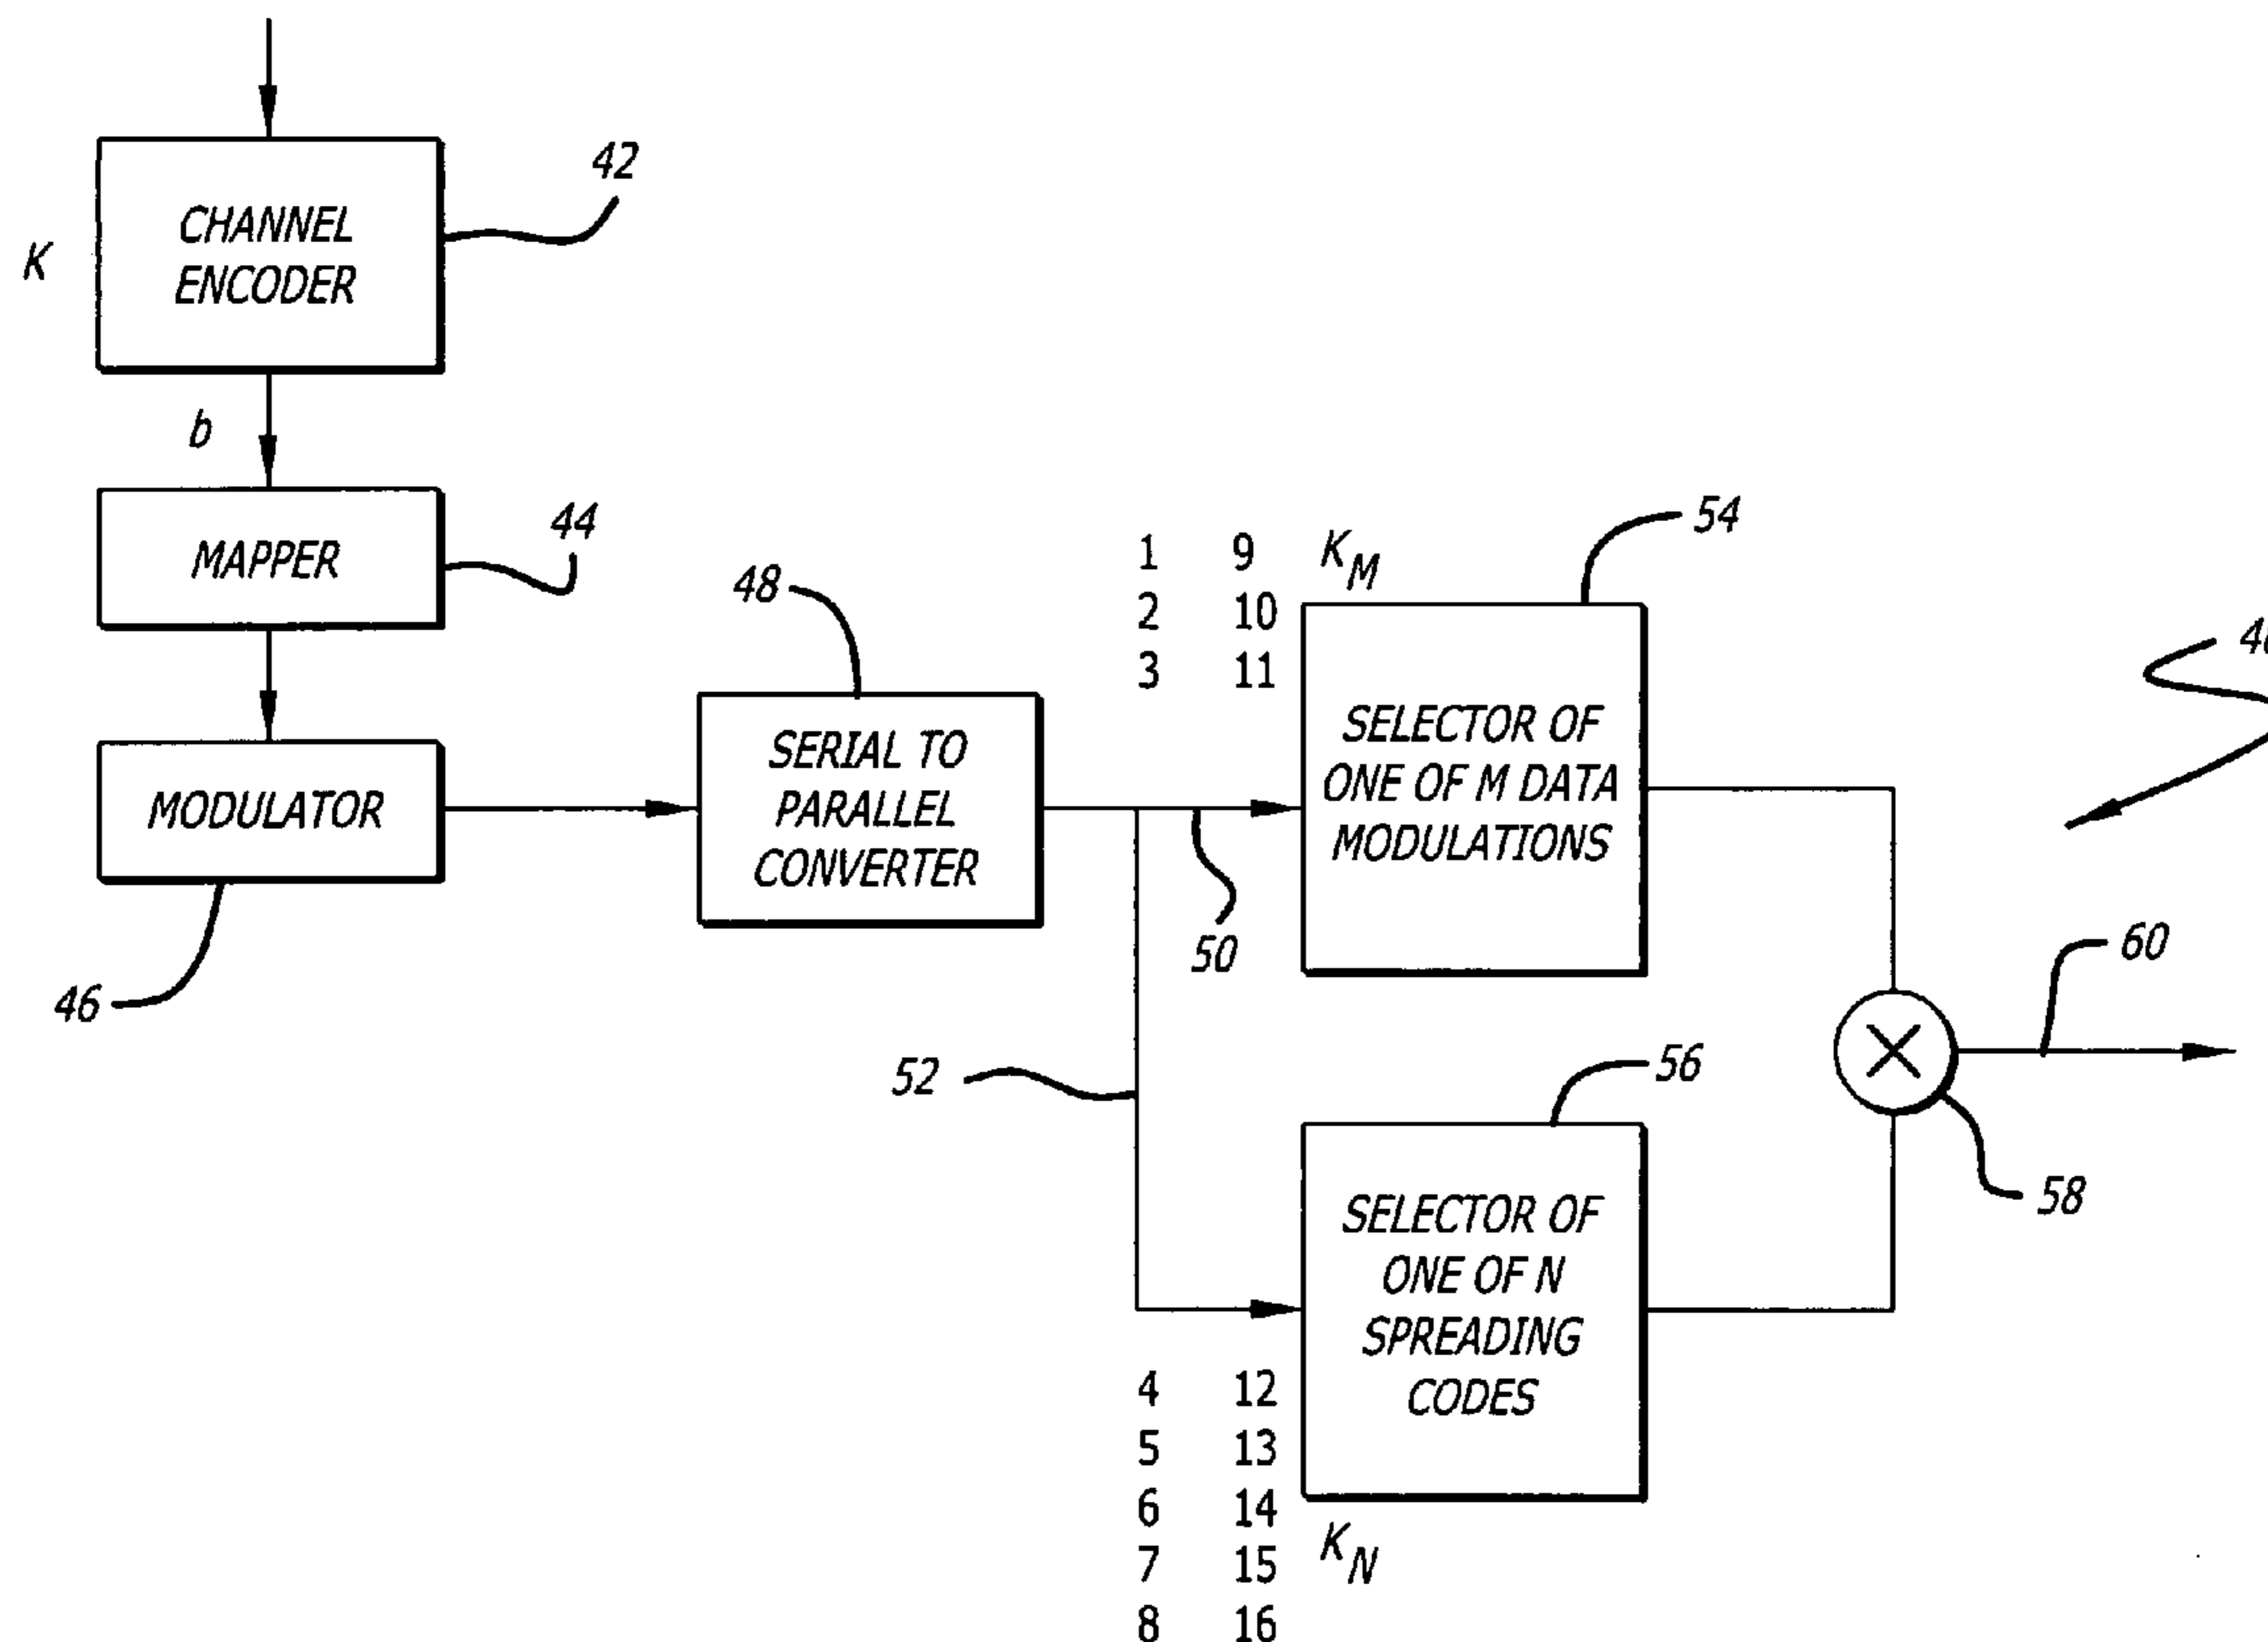 42
CHANNEL
ENCODER
K
b
44
MAPPER
MODULATOR
46
48
SERIAL TO
PARALLEL
CONVERTER
1 9
2 10
3 11
K_M
54
SELECTOR OF
ONE OF M DATA
MODULATIONS
50
52
56
SELECTOR OF
ONE OF N
SPREADING
CODES
4 12
5 13
6 14
7 15
8 16
K_N
60
58